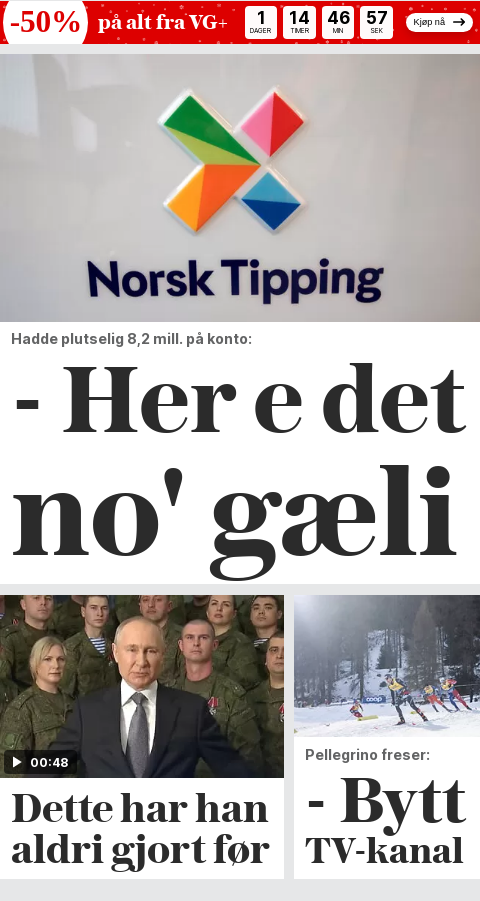 -50% på alt fra VG+
1 14 46 57
DAGER TIMER MIN SEK
Kjøp nå
Norsk Tipping
Hadde plutselig 8,2 mill. på konto:
- Her e det
no' gæli
00:48
Dette har han
aldri gjort før
coop
Pellegrino freser:
- Bytt
TV-kanal